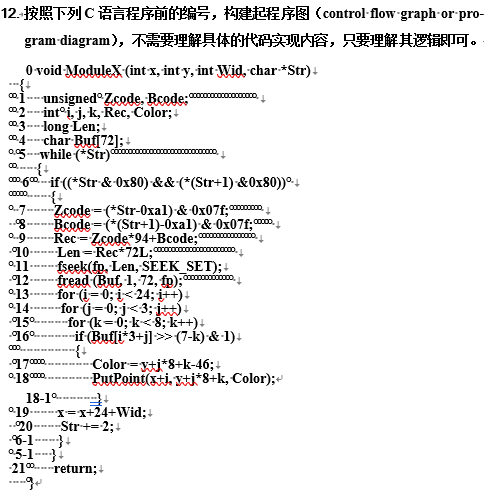 12. 按照下列 C 语言程序前的编号，构建起程序图（control flow graph or pro-
gram diagram），不需要理解具体的代码实现内容，只要理解其逻辑即可。
0 void ModuleX (int x, int y, int Wid, char *Str)
{
1 unsigned Zcode, Bcode;
2 int i, j, k, Rec, Color;
3 long Len;
4 char Buf[72];
5 while (*Str)
{
6 if ((*Str & 0x80) && (*(Str+1) &0x80))
{
7 Zcode = (*Str-0xa1) & 0x07f;
8 Bcode = (*(Str+1)-0xa1) & 0x07f;
9 Rec = Zcode*94+Bcode;
10 Len = Rec*72L;
11 fseek(fp, Len, SEEK_SET);
12 fread (Buf, 1, 72, fp);
13 for (i = 0; i < 24; i++)
14 for (j = 0; j < 3; j++)
15 for (k = 0; k < 8; k++)
16 if (Buf[i*3+j] >> (7-k) & 1)
{
17 Color = y+j*8+k-46;
18 PutPoint(x+i, y+j*8+k, Color);
18-1 }
19 x = x+24+Wid;
20 Str += 2;
6-1 }
5-1 }
21 return;
}